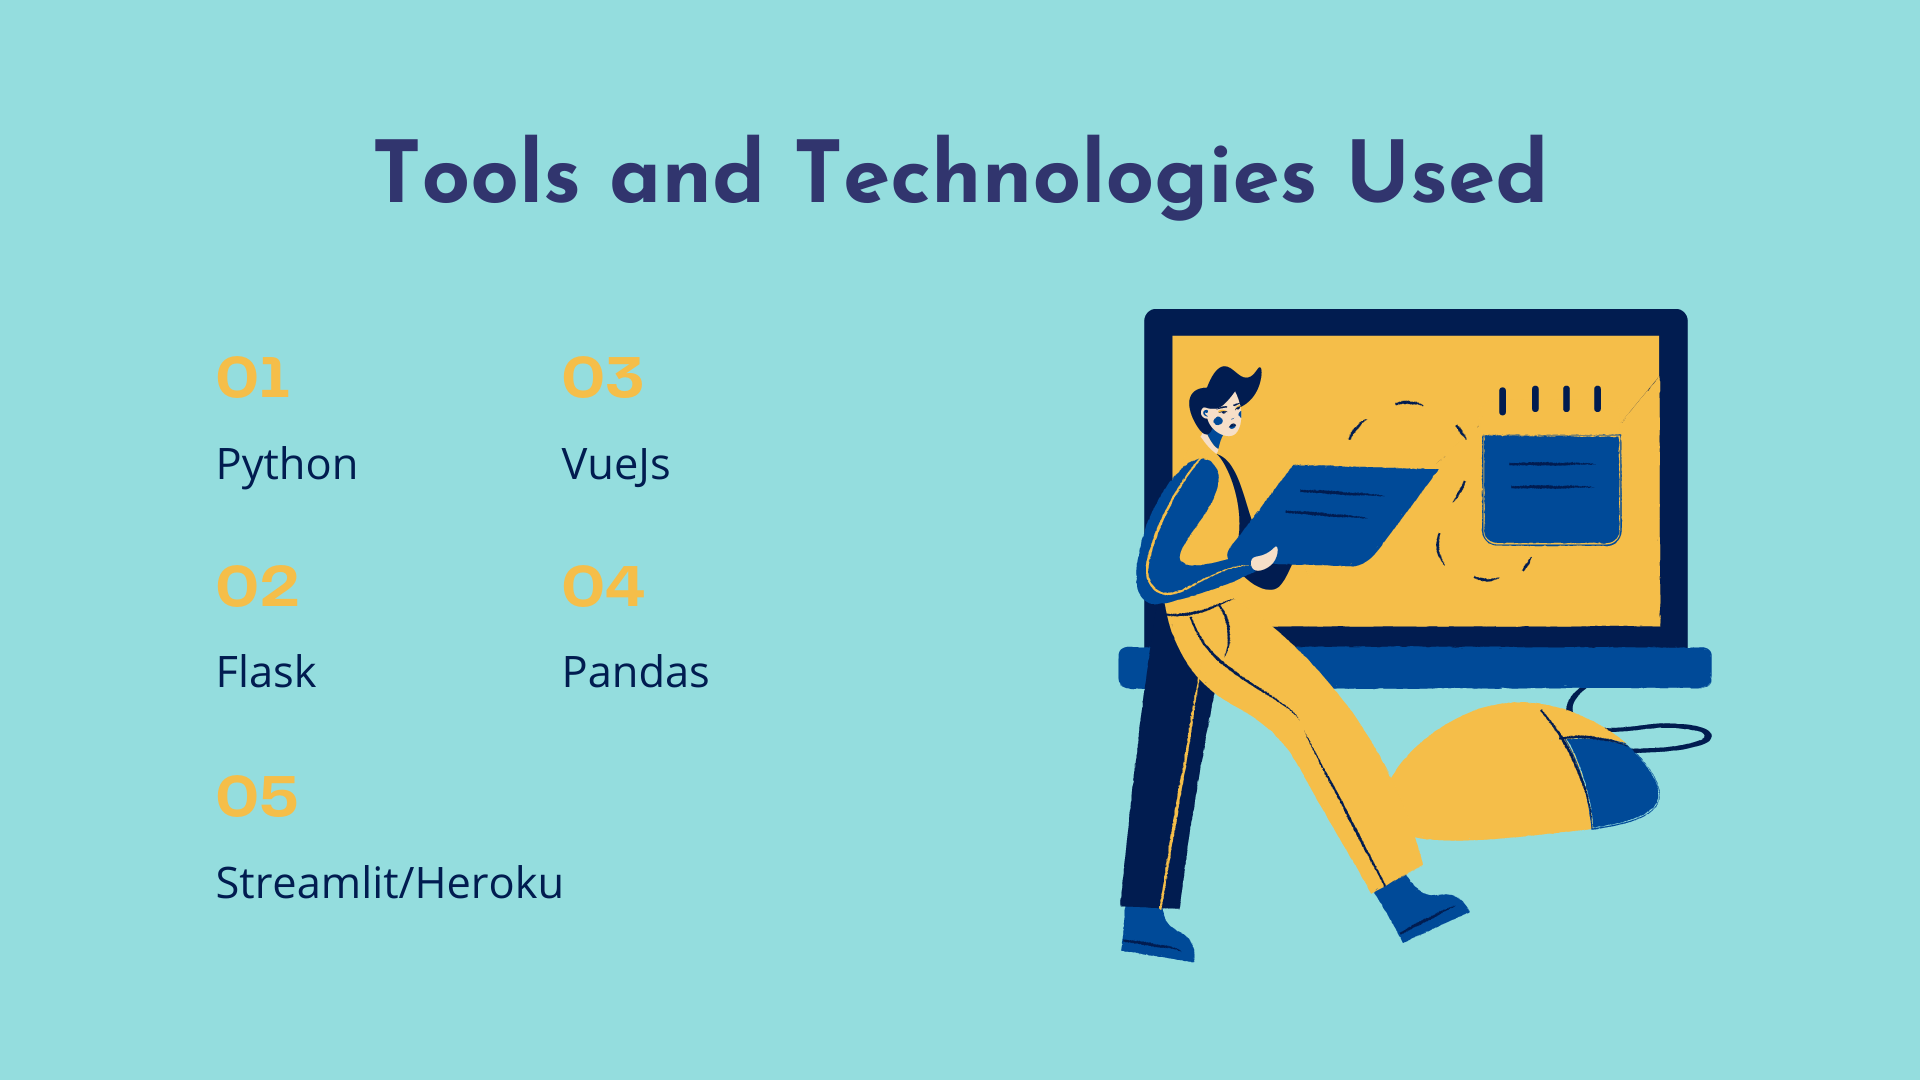 Tools and Technologies Used
01
Python
02
Flask
03
VueJs
04
Pandas
05
Streamlit/Heroku